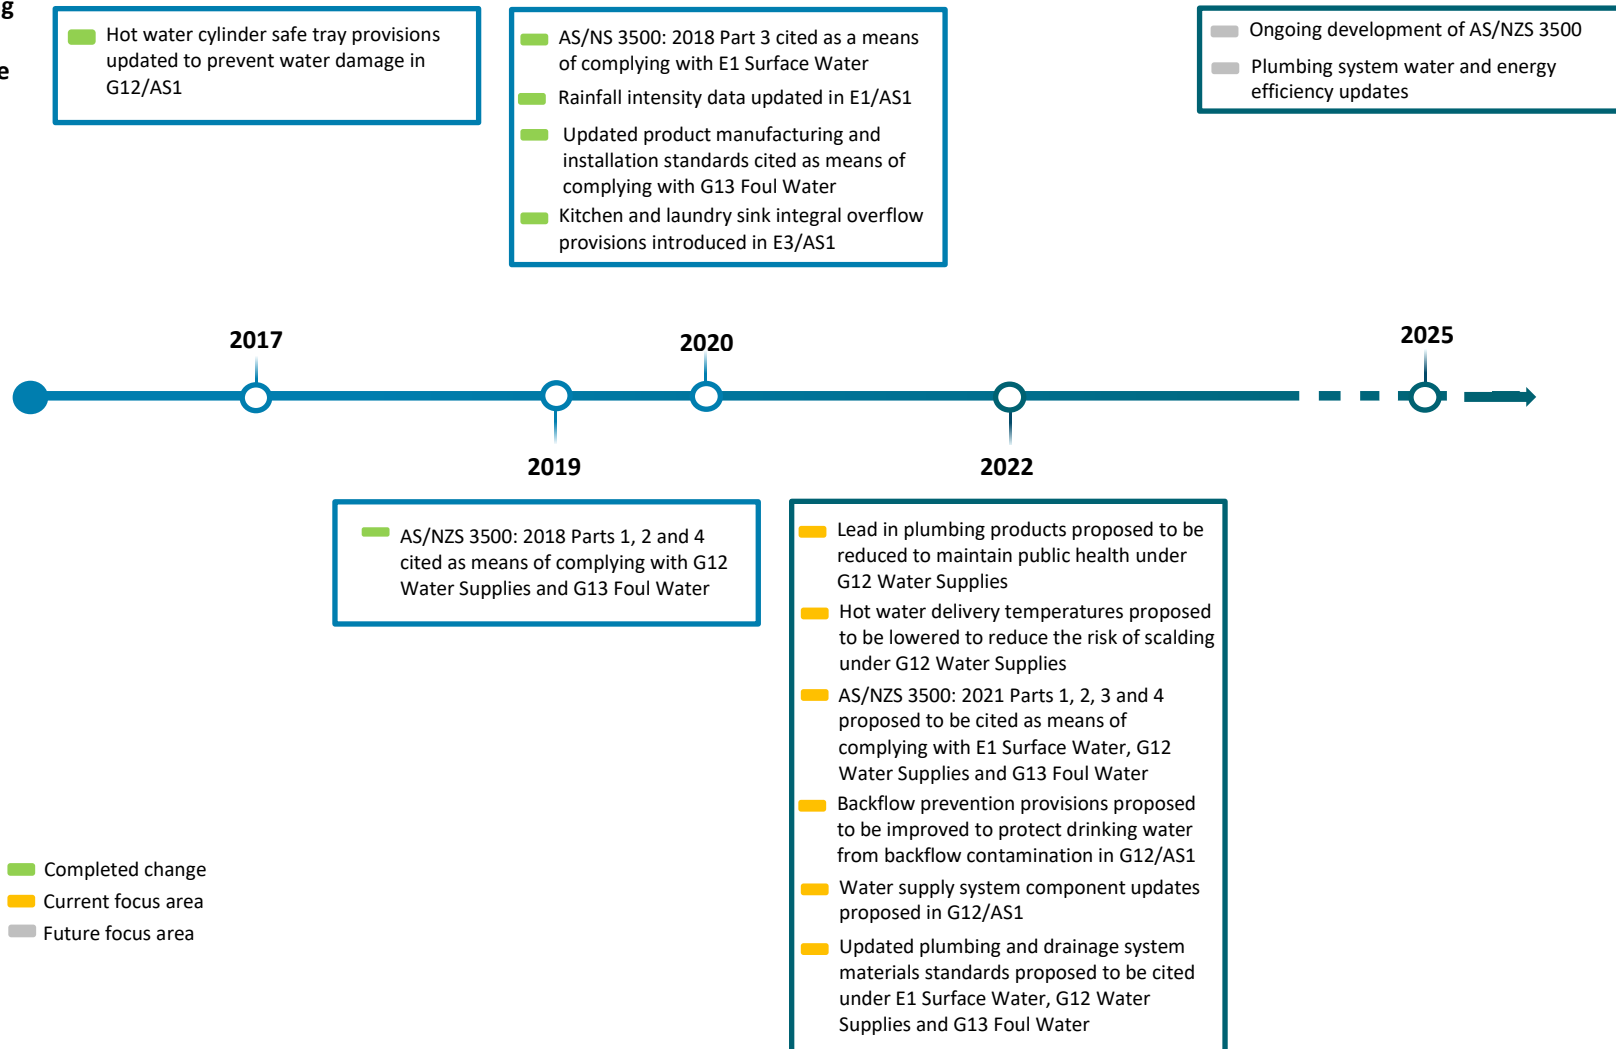 Hot water cylinder safe tray provisions
updated to prevent water damage in
G12/AS1
AS/NS 3500: 2018 Part 3 cited as a means
of complying with E1 Surface Water
Rainfall intensity data updated in E1/AS1
Updated product manufacturing and
installation standards cited as means of
complying with G13 Foul Water
Kitchen and laundry sink integral overflow
provisions introduced in E3/AS1
Ongoing development of AS/NZS 3500
Plumbing system water and energy
efficiency updates
2017
2020
2025
2019
2022
AS/NZS 3500: 2018 Parts 1, 2 and 4
cited as means of complying with G12
Water Supplies and G13 Foul Water
Lead in plumbing products proposed to be
reduced to maintain public health under
G12 Water Supplies
Hot water delivery temperatures proposed
to be lowered to reduce the risk of scalding
under G12 Water Supplies
AS/NZS 3500: 2021 Parts 1, 2, 3 and 4
proposed to be cited as means of
complying with E1 Surface Water, G12
Water Supplies and G13 Foul Water
Backflow prevention provisions proposed
to be improved to protect drinking water
from backflow contamination in G12/AS1
Water supply system component updates
proposed in G12/AS1
Updated plumbing and drainage system
materials standards proposed to be cited
under E1 Surface Water, G12 Water
Supplies and G13 Foul Water
Completed change
Current focus area
Future focus area